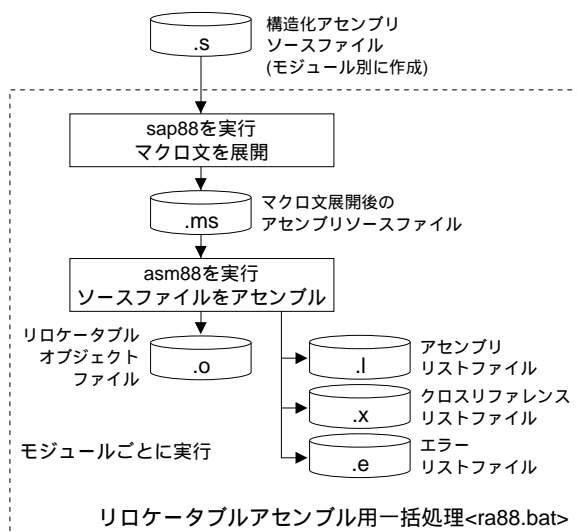 .s
構造化アセンブリ
ソースファイル
(モジュール別に作成)
sap88を実行
マクロ文を展開
.ms
マクロ文展開後の
アセンブリソースファイル
asm88を実行
ソースファイルをアセンブル
リロケータブル
オブジェクト
ファイル
.o
.l
アセンブリ
リストファイル
.x
クロスリファレンス
リストファイル
.e
エラー
リストファイル
モジュールごとに実行
リロケータブルアセンブル用一括処理<ra88.bat>